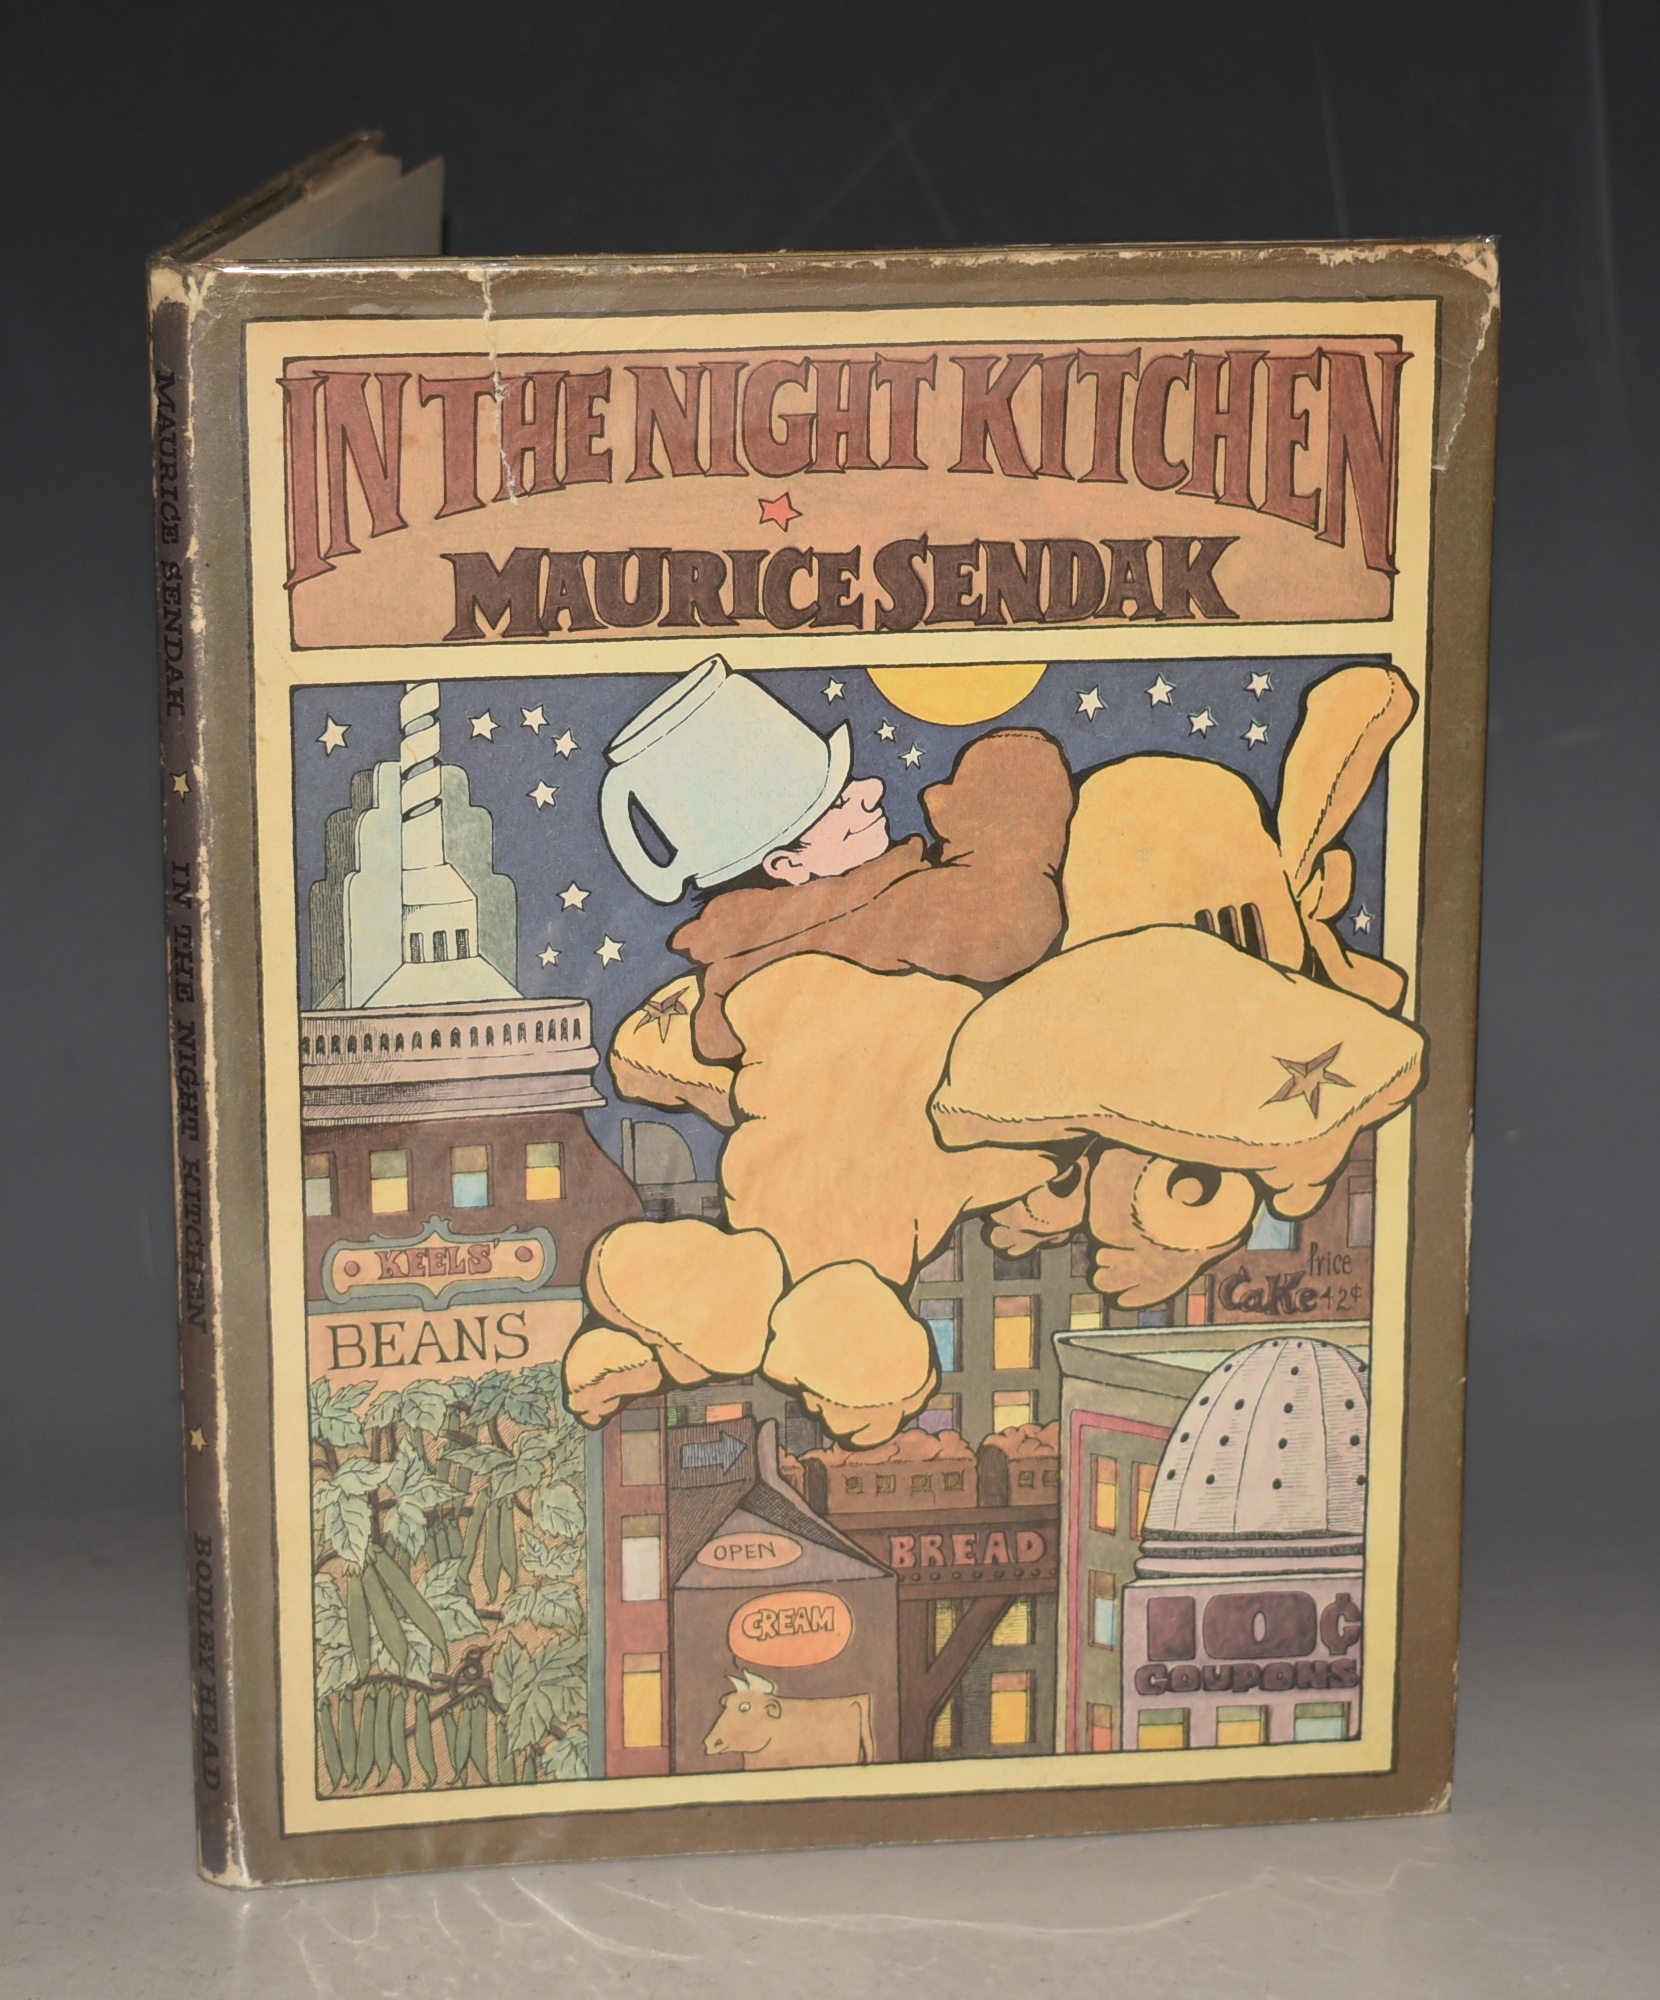 IN THE NIGHT KITCHEN
MAURICE SENDAK
KEELS'
BEANS
Price
Cake 42¢
OPEN
CREAM
BREAD
10¢
COUPONS
MAURICE SENDAK IN THE NIGHT KITCHEN BODLEY HEAD